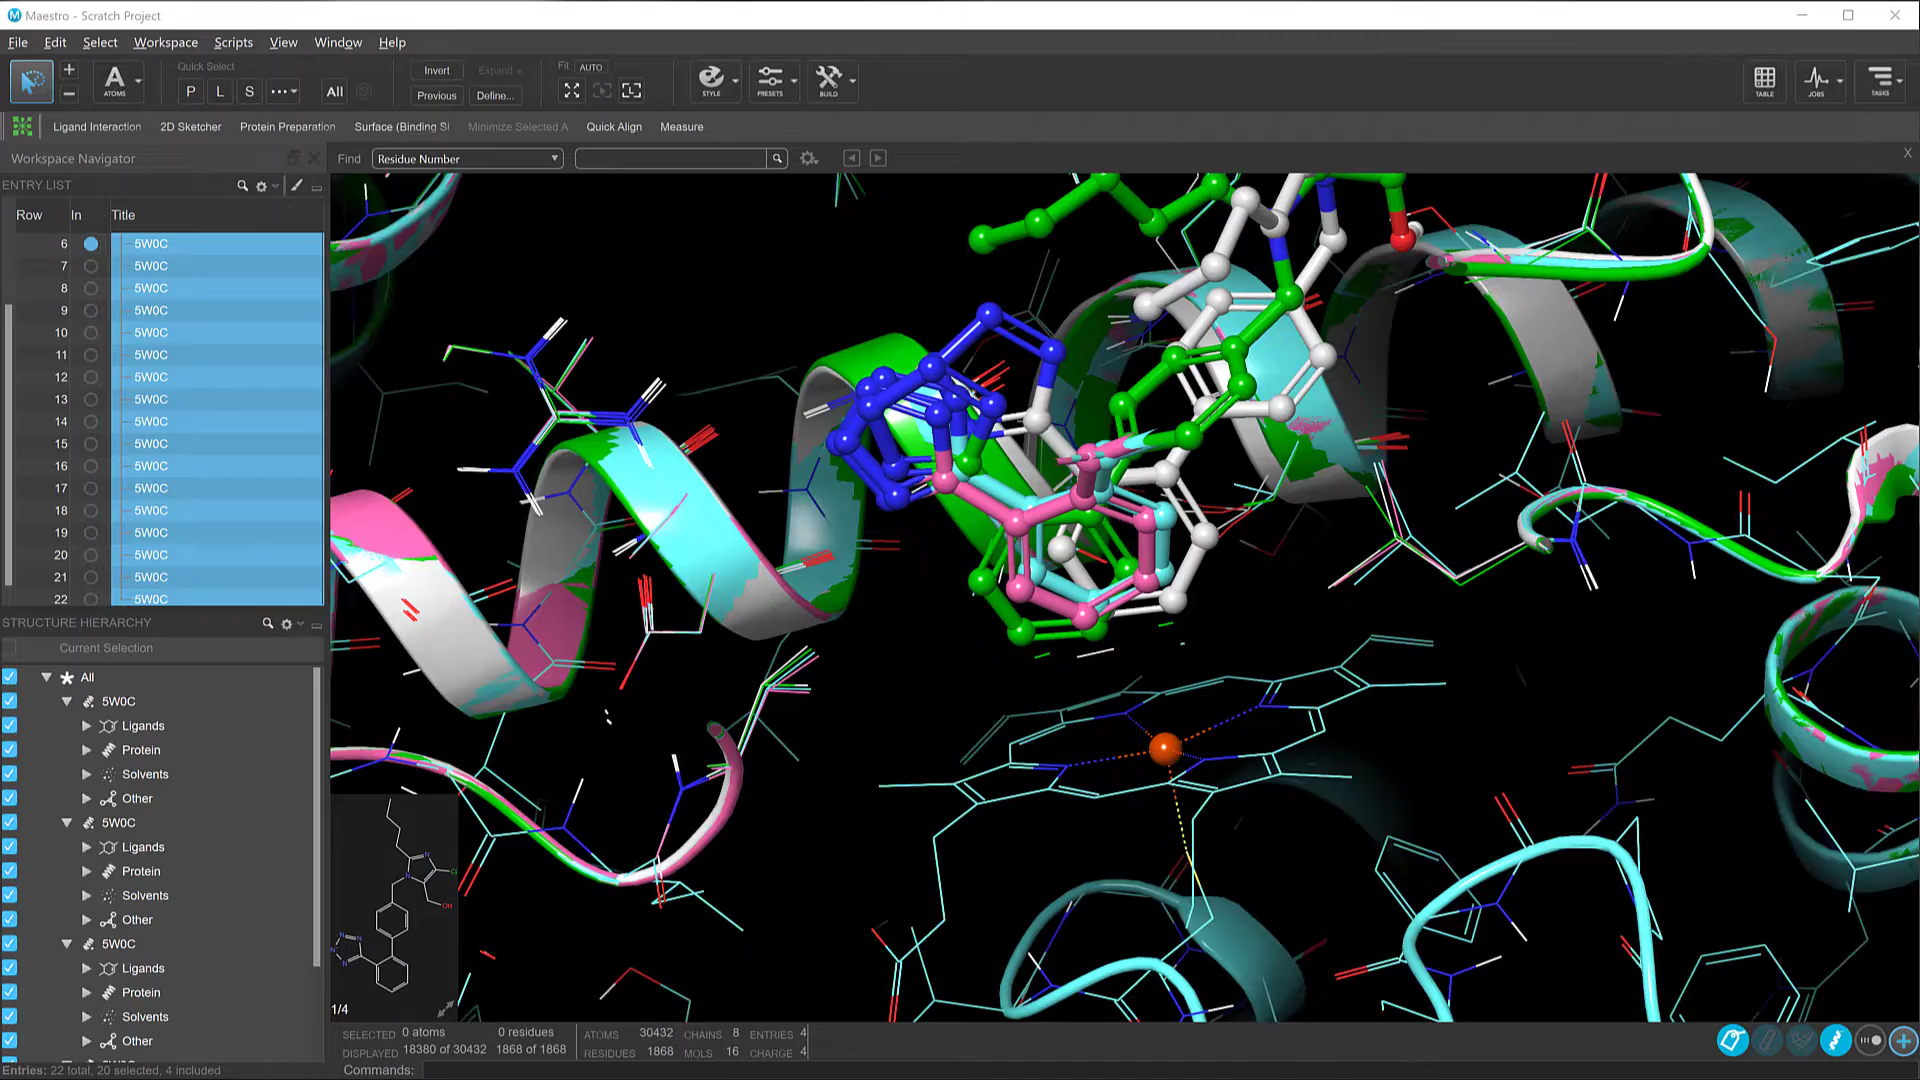 Maestro - Scratch Project
File Edit Select Workspace Scripts View Window Help
ATOMS
Quick Select
P L S All
Invert Expand
Previous Define...
Fit AUTO
STYLE PRESETS BUILD TABLE JOBS TASKS
Ligand Interaction 2D Sketcher Protein Preparation Surface (Binding Si Minimize Selected A Quick Align Measure
Workspace Navigator
Find Residue Number
ENTRY LIST
Row In Title
6 5W0C
7 5W0C
8 5W0C
9 5W0C
10 5W0C
11 5W0C
12 5W0C
13 5W0C
14 5W0C
15 5W0C
16 5W0C
17 5W0C
18 5W0C
19 5W0C
20 5W0C
21 5W0C
22 5W0C
STRUCTURE HIERARCHY
Current Selection
All
5W0C
Ligands
Protein
Solvents
Other
5W0C
Ligands
Protein
Solvents
Other
5W0C
Ligands
Protein
Solvents
Other
Entries: 22 total, 20 selected, 4 included
1/4
SELECTED 0 atoms 0 residues ATOMS 30432 CHAINS 8 ENTRIES 4
DISPLAYED 18380 of 30432 1868 of 1868 RESIDUES 1868 MOLS 16 CHARGE 4
Commands: